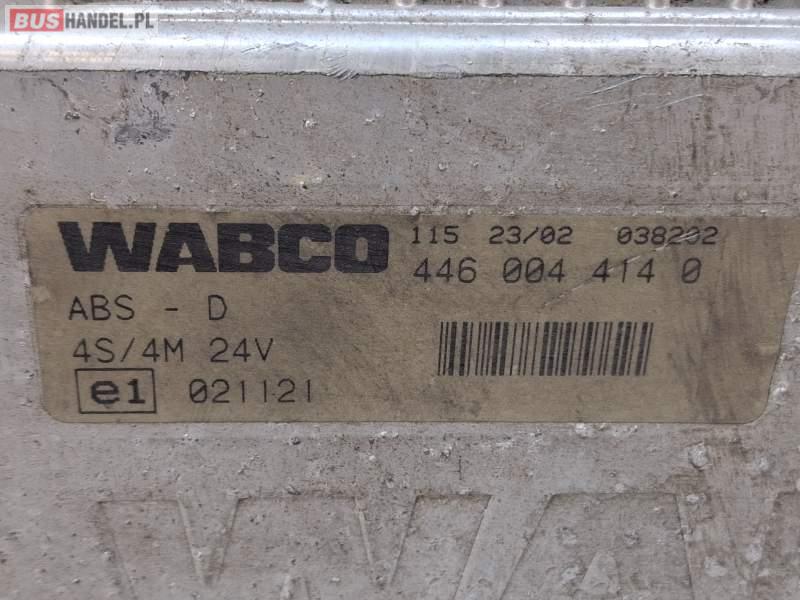 BUSHANDEL.PL
WABCO 115 23/02 038202
446 004 414 0
ABS - D
4S/4M 24V
e1 021121